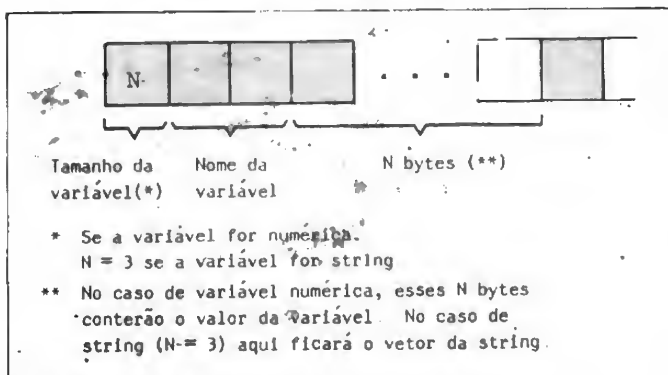 N
. . .
Tamanho da Nome da N bytes (**)
variável(*) variável
* Se a variável for numérica.
N = 3 se a variável for string
** No caso de variável numérica, esses N bytes
conterão o valor da variável. No caso de
string (N = 3) aqui ficará o vetor da string.